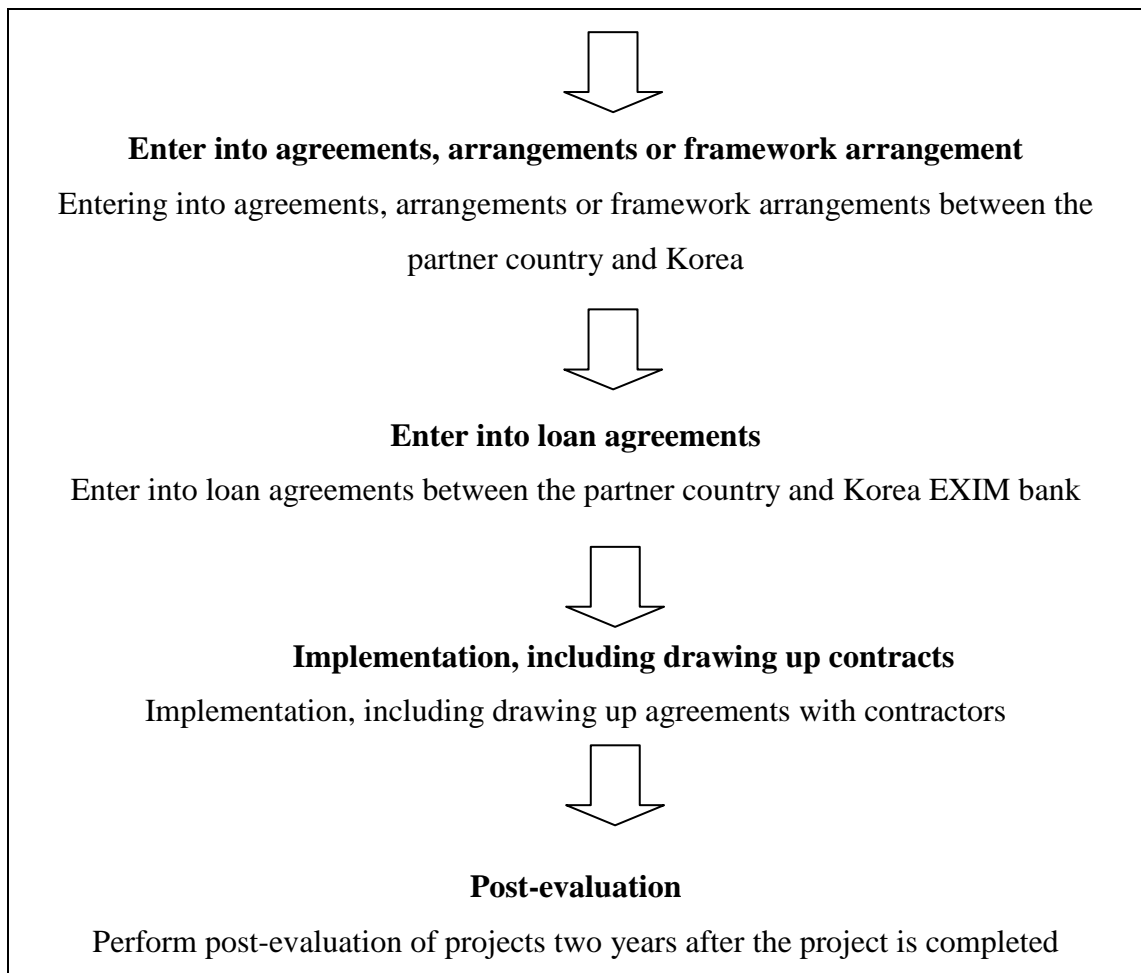 Enter into agreements, arrangements or framework arrangement
Entering into agreements, arrangements or framework arrangements between the
partner country and Korea
Enter into loan agreements
Enter into loan agreements between the partner country and Korea EXIM bank
Implementation, including drawing up contracts
Implementation, including drawing up agreements with contractors
Post-evaluation
Perform post-evaluation of projects two years after the project is completed